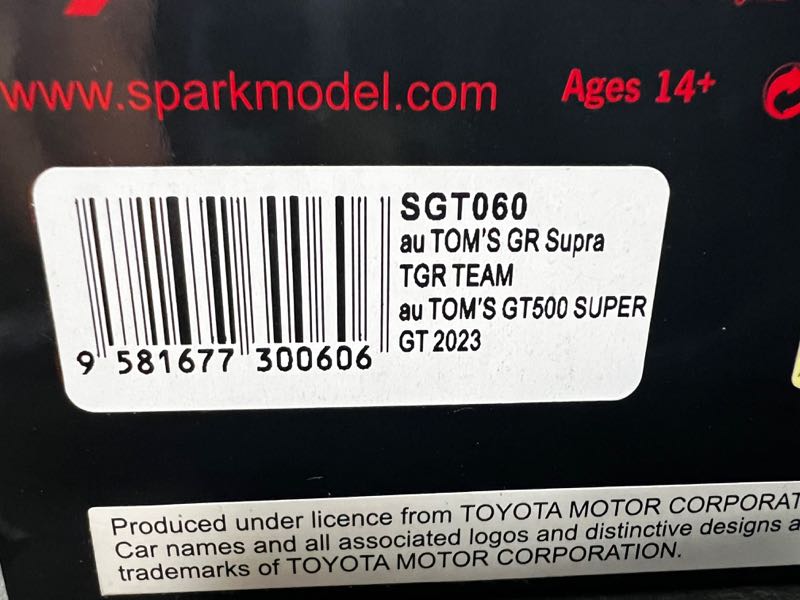 www.sparkmodel.com Ages 14+
SGT060
au TOM'S GR Supra
TGR TEAM
au TOM'S GT500 SUPER
GT 2023
9 581677 300606
Produced under licence from TOYOTA MOTOR CORPORAT
Car names and all associated logos and distinctive designs a
trademarks of TOYOTA MOTOR CORPORATION.